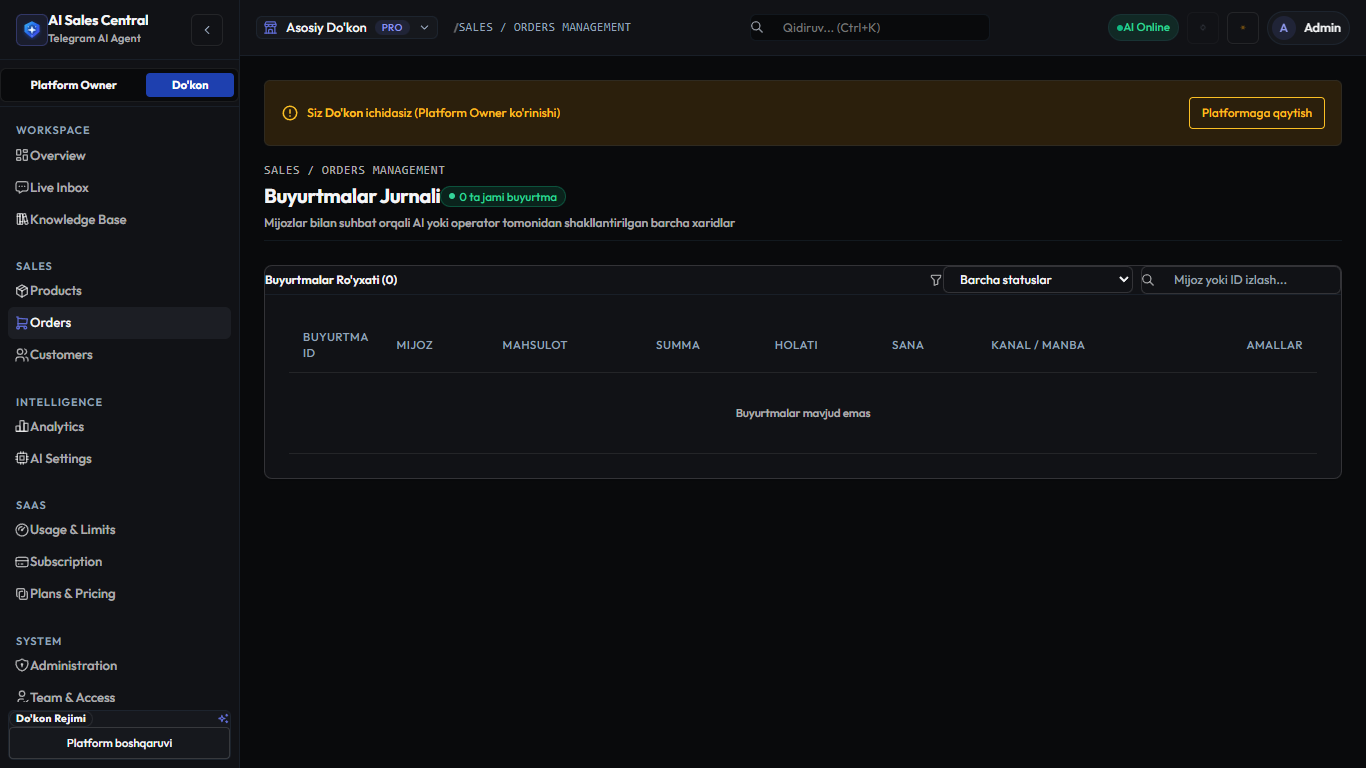 AI Sales Central
Telegram AI Agent
Platform Owner
Do'kon
WORKSPACE
Overview
Live Inbox
Knowledge Base
SALES
Products
Orders
Customers
INTELLIGENCE
Analytics
AI Settings
SAAS
Usage & Limits
Subscription
Plans & Pricing
SYSTEM
Administration
Team & Access
Do'kon Rejimi
Platform boshqaruvi
Asosiy Do'kon PRO
/SALES / ORDERS MANAGEMENT
Qidiruv... (Ctrl+K)
AI Online
A Admin
Siz Do'kon ichidasiz (Platform Owner ko'rinishi)
Platformaga qaytish
SALES / ORDERS MANAGEMENT
Buyurtmalar Jurnali 0 ta jami buyurtma
Mijozlar bilan suhbat orqali AI yoki operator tomonidan shakllantirilgan barcha xaridlar
Buyurtmalar Ro'yxati (0)
Barcha statuslar
Mijoz yoki ID izlash...
BUYURTMA
ID
MIJOZ
MAHSULOT
SUMMA
HOLATI
SANA
KANAL / MANBA
AMALLAR
Buyurtmalar mavjud emas